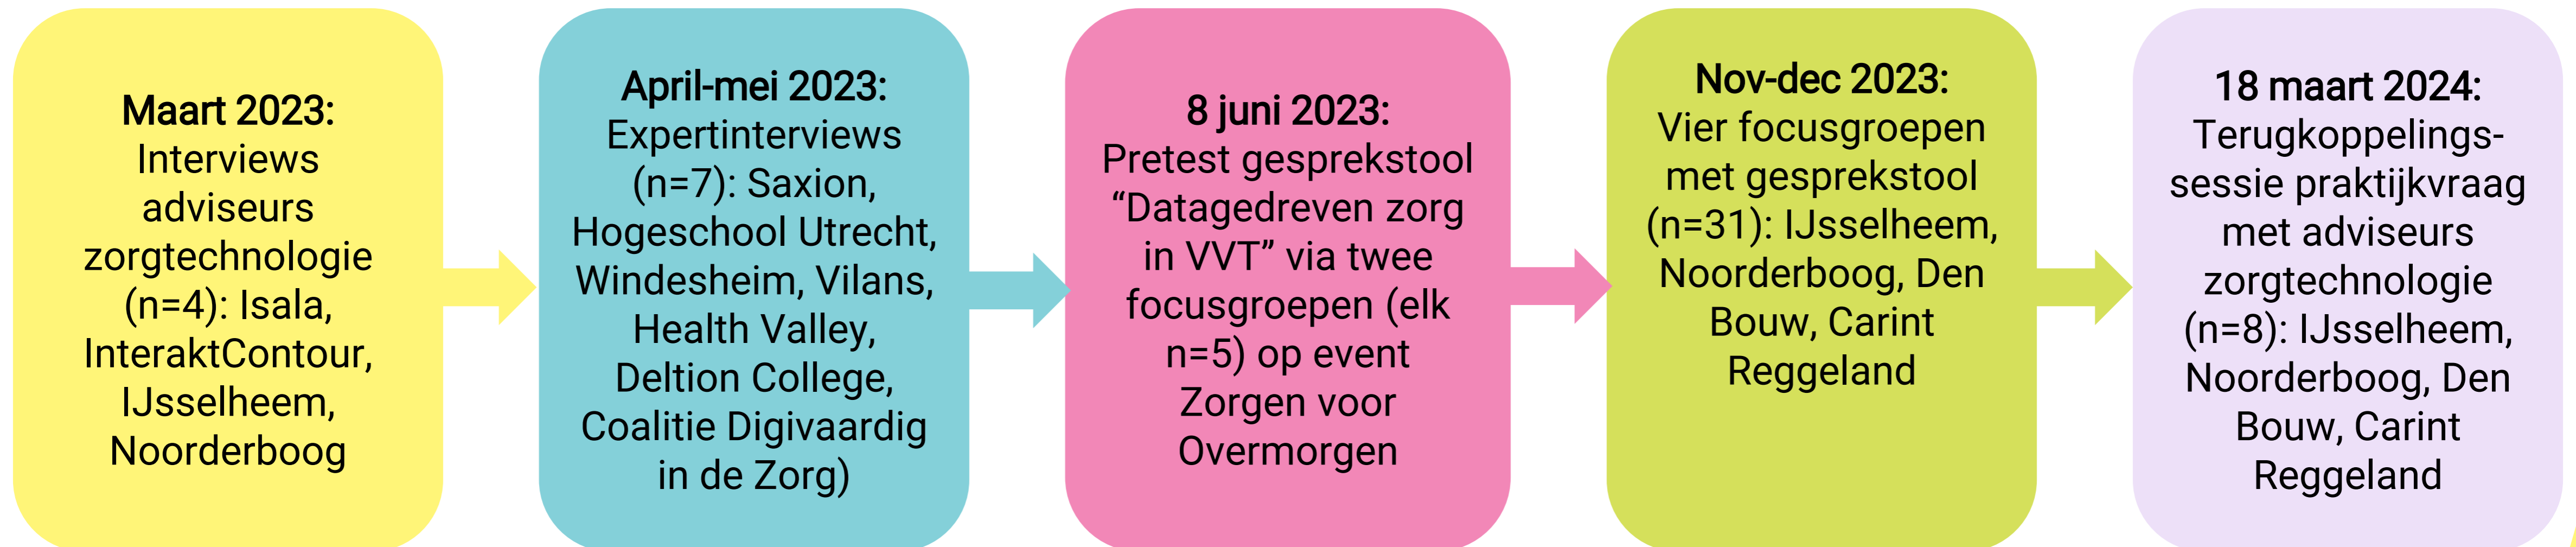 Maart 2023:
Interviews
adviseurs
zorgtechnologie
(n=4): Isala,
InteraktContour,
IJsselheem,
Noorderboog
April-mei 2023:
Expertinterviews
(n=7): Saxion,
Hogeschool Utrecht,
Windesheim, Vilans,
Health Valley,
Deltion College,
Coalitie Digivaardig
in de Zorg)
8 juni 2023:
Pretest gesprekstool
“Datagedreven zorg
in VVT” via twee
focusgroepen (elk
n=5) op event
Zorgen voor
Overmorgen
Nov-dec 2023:
Vier focusgroepen
met gesprekstool
(n=31): IJsselheem,
Noorderboog, Den
Bouw, Carint
Reggeland
18 maart 2024:
Terugkoppelings-
sessie praktijkvraag
met adviseurs
zorgtechnologie
(n=8): IJsselheem,
Noorderboog, Den
Bouw, Carint
Reggeland